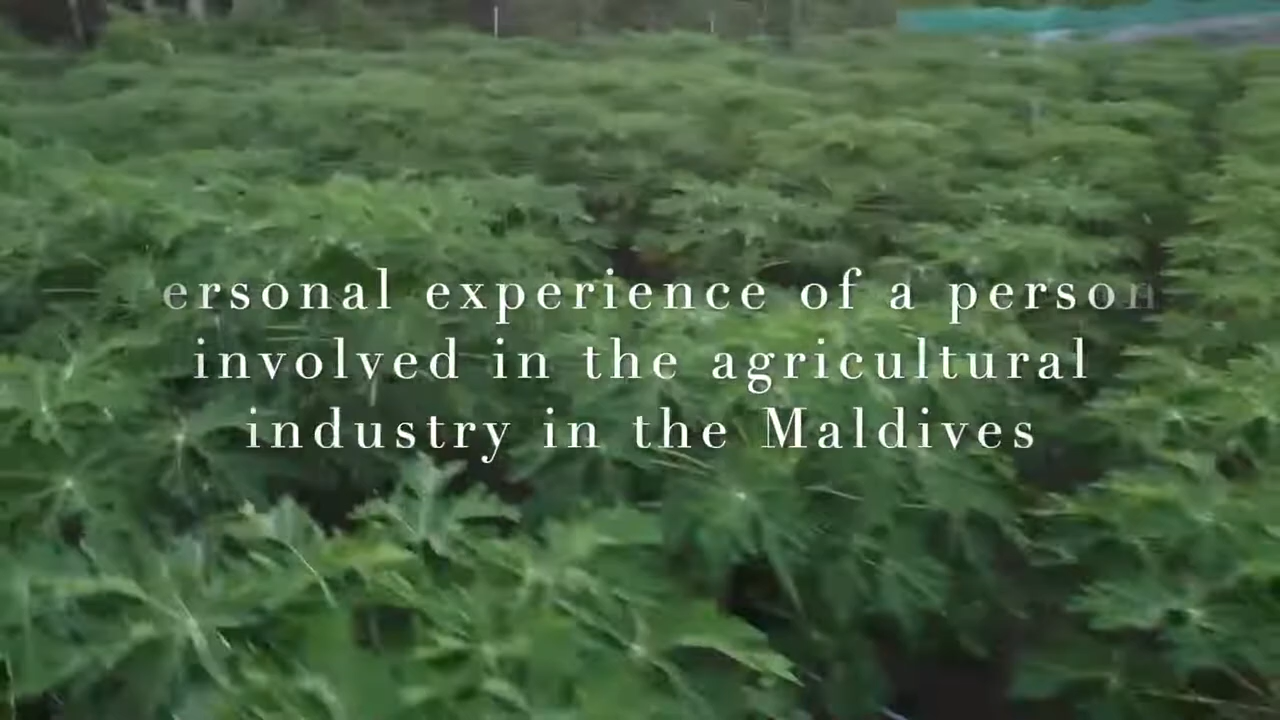 ersonal experience of a person
involved in the agricultural
industry in the Maldives